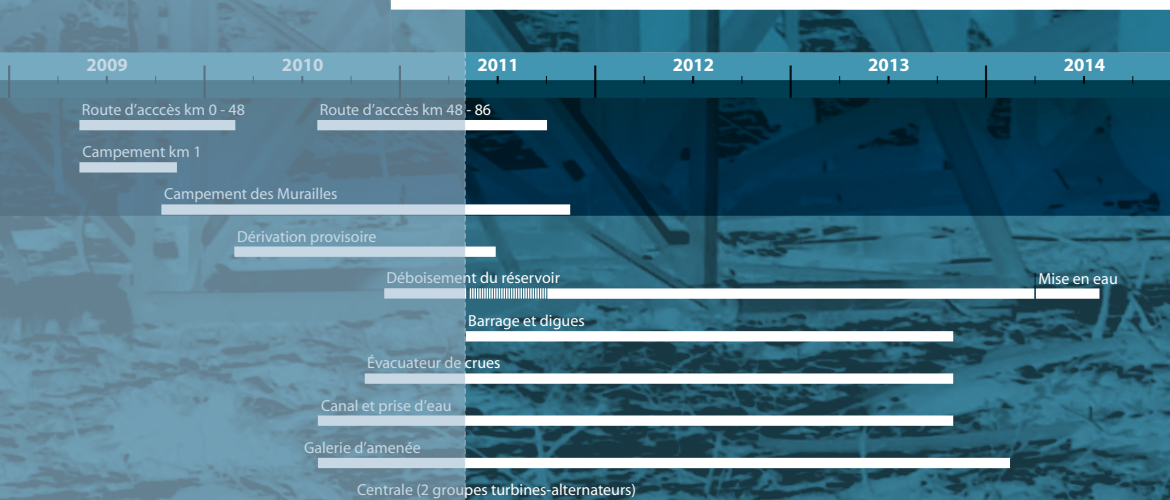 2009 2010 2011 2012 2013 2014
Route d'acccès km 0 - 48 Route d'acccès km 48 - 86
Campement km 1
Campement des Murailles
Dérivation provisoire
Déboisement du réservoir Mise en eau
Barrage et digues
Évacuateur de crues
Canal et prise d'eau
Galerie d'amenée
Centrale (2 groupes turbines-alternateurs)